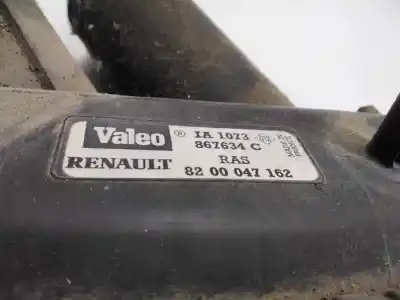 Valeo ® IA 1073
867634 C
RENAULT RAS
82 00 047 162